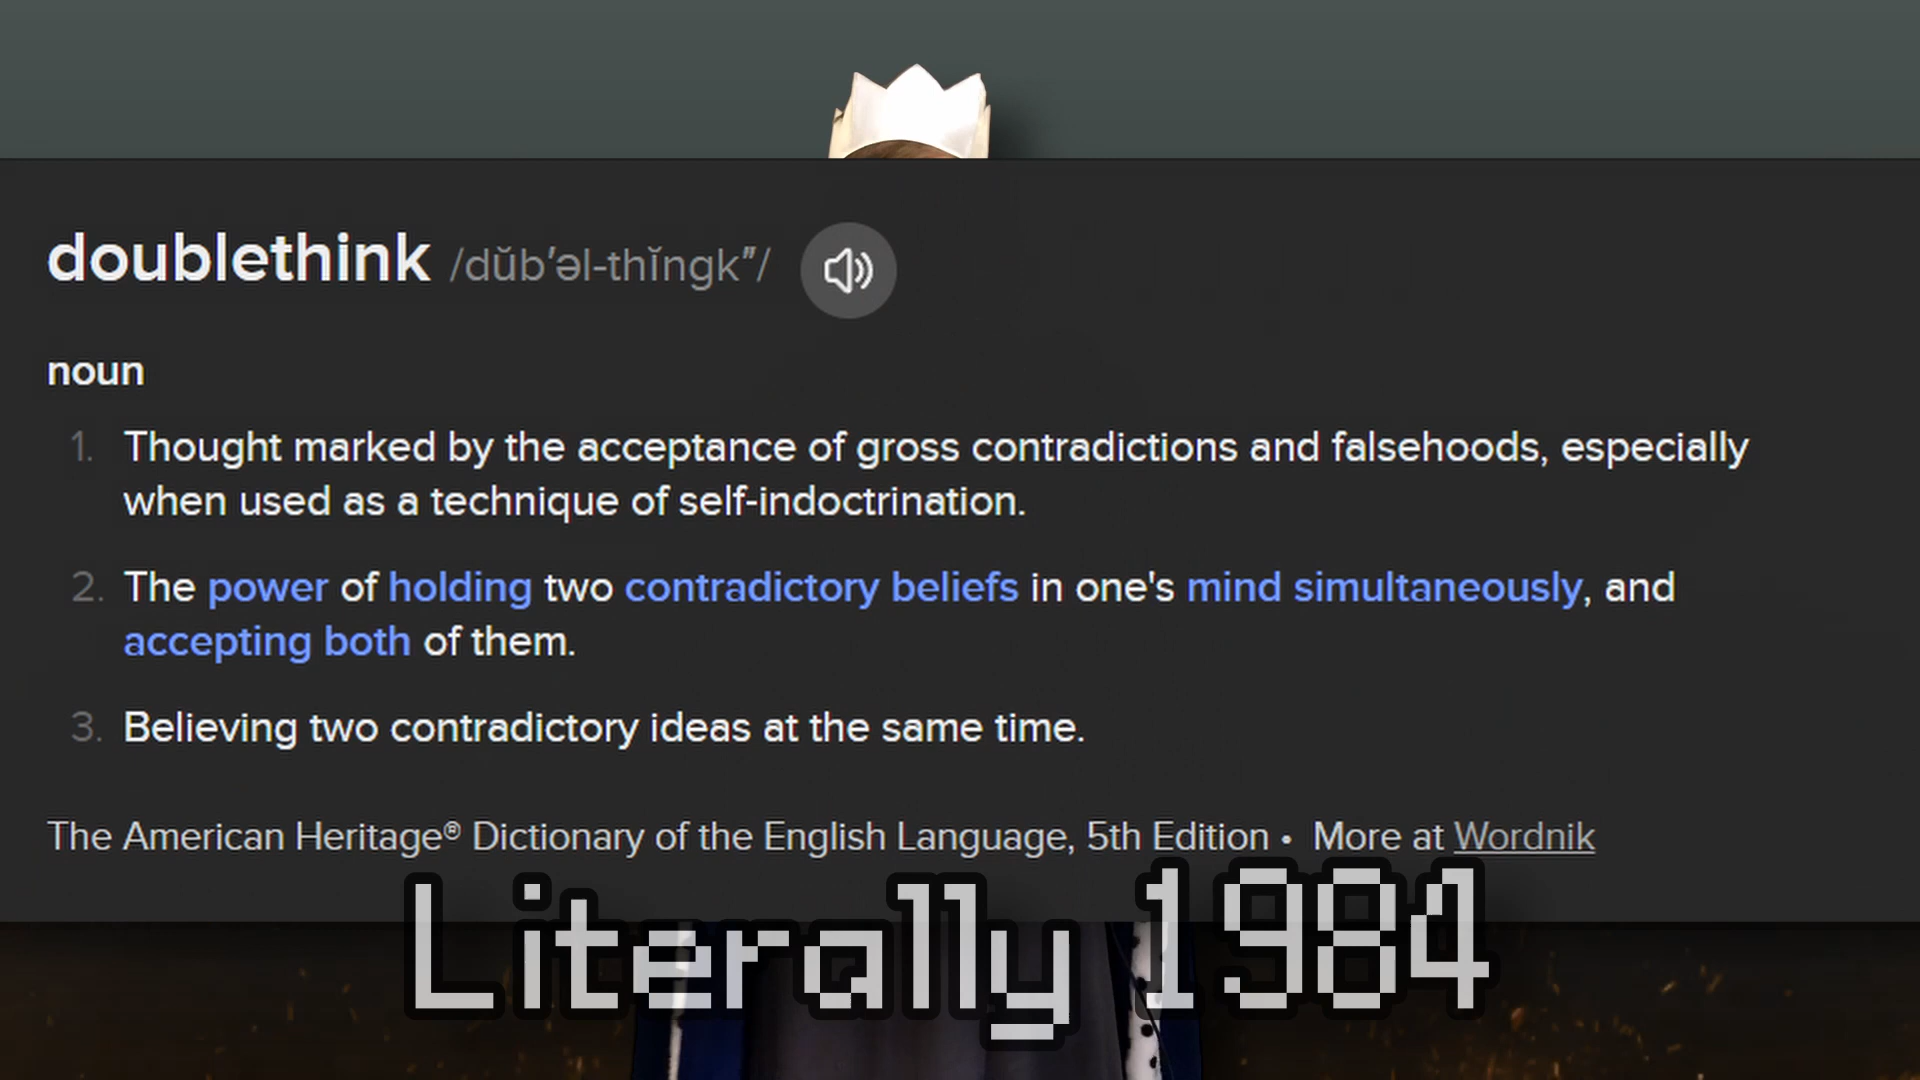 doublethink /dŭb′əl-thĭngk″/
noun
1. Thought marked by the acceptance of gross contradictions and falsehoods, especially
when used as a technique of self-indoctrination.
2. The power of holding two contradictory beliefs in one's mind simultaneously, and
accepting both of them.
3. Believing two contradictory ideas at the same time.
The American Heritage® Dictionary of the English Language, 5th Edition • More at Wordnik
Literally 1984